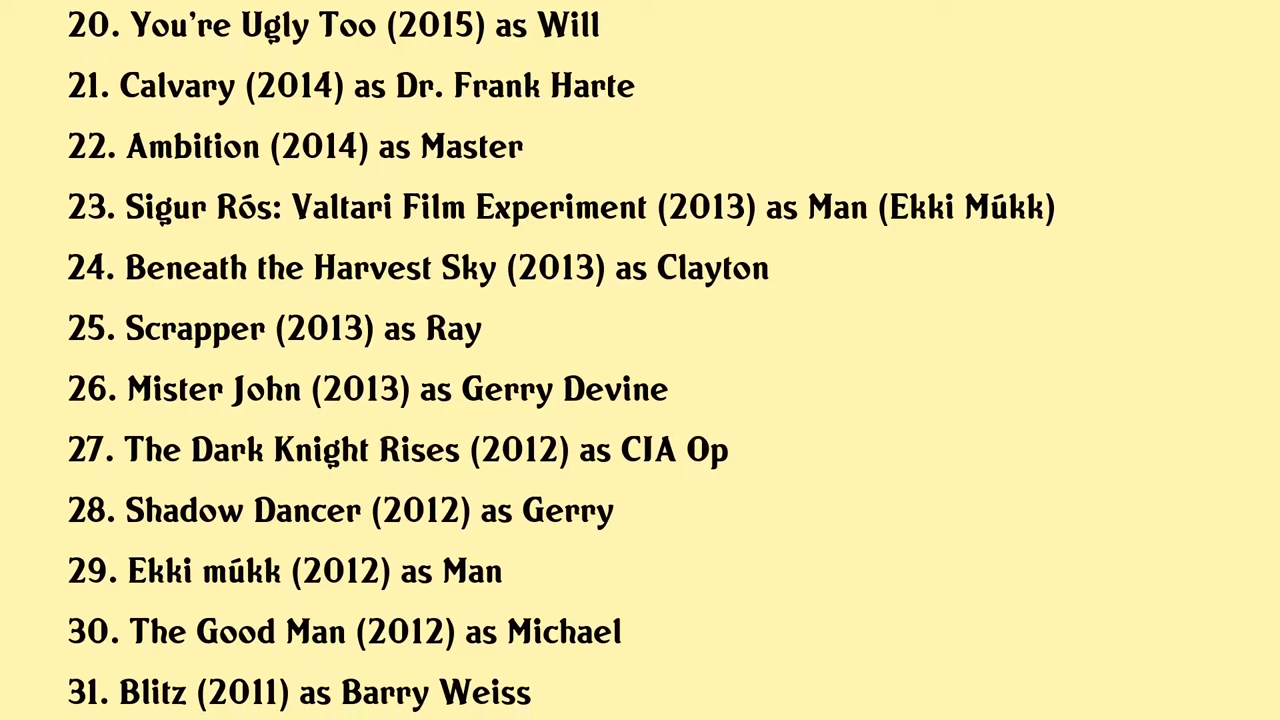 20. You're Ugly Too (2015) as Will
21. Calvary (2014) as Dr. Frank Harte
22. Ambition (2014) as Master
23. Sigur Rós: Valtari Film Experiment (2013) as Man (Ekki Múkk)
24. Beneath the Harvest Sky (2013) as Clayton
25. Scrapper (2013) as Ray
26. Mister John (2013) as Gerry Devine
27. The Dark Knight Rises (2012) as CIA Op
28. Shadow Dancer (2012) as Gerry
29. Ekki múkk (2012) as Man
30. The Good Man (2012) as Michael
31. Blitz (2011) as Barry Weiss